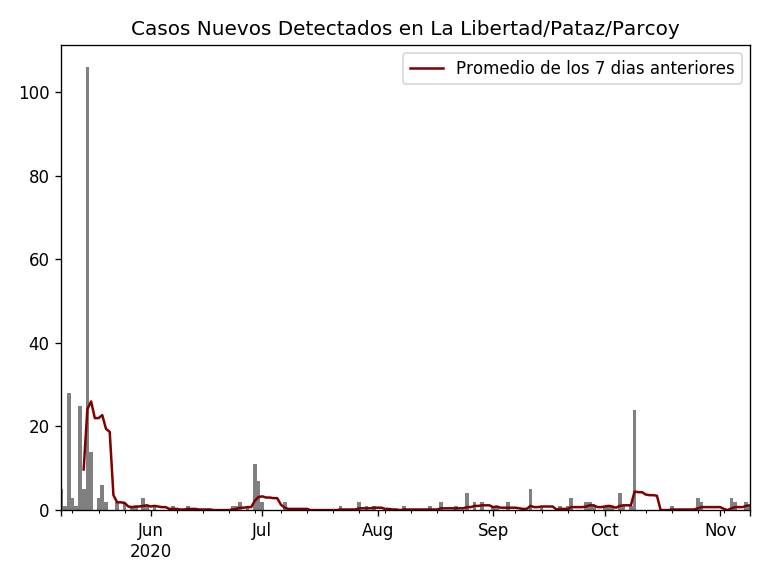 Casos Nuevos Detectados en La Libertad/Pataz/Parcoy
Promedio de los 7 dias anteriores
100
80
60
40
20
0
Jun Jul Aug Sep Oct Nov
2020